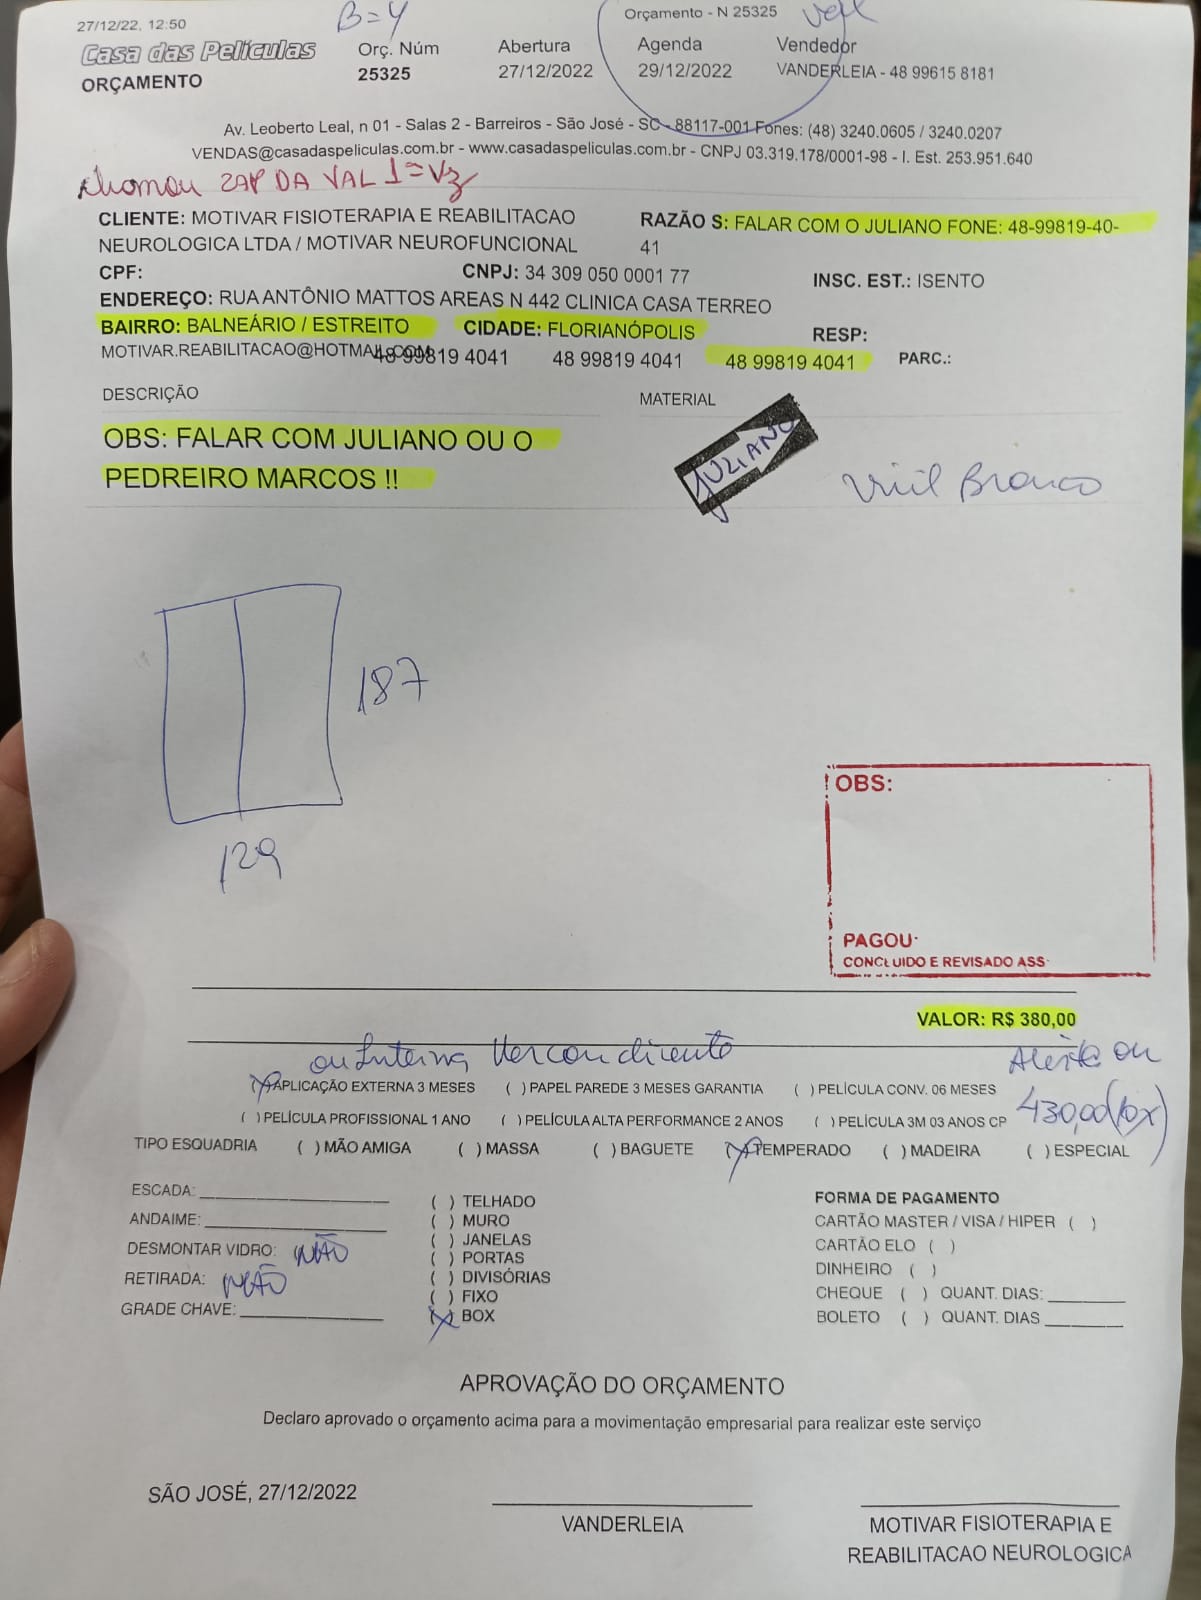 27/12/22, 12:50
B=4
Orçamento - N 25325
Casa das Películas
ORÇAMENTO
Orç. Núm
25325
Abertura
27/12/2022
Agenda
29/12/2022
Vendedor
VANDERLEIA - 48 99615 8181
Av. Leoberto Leal, n 01 - Salas 2 - Barreiros - São José - SC - 88117-001 Fones: (48) 3240.0605 / 3240.0207
VENDAS@casadaspeliculas.com.br - www.casadaspeliculas.com.br - CNPJ 03.319.178/0001-98 - I. Est. 253.951.640
chamou ZAP DA VAL 1ª Vz
CLIENTE: MOTIVAR FISIOTERAPIA E REABILITACAO
NEUROLOGICA LTDA / MOTIVAR NEUROFUNCIONAL
RAZÃO S: FALAR COM O JULIANO FONE: 48-99819-40-
41
CPF:
CNPJ: 34 309 050 0001 77
INSC. EST.: ISENTO
ENDEREÇO: RUA ANTÔNIO MATTOS AREAS N 442 CLINICA CASA TERREO
BAIRRO: BALNEÁRIO / ESTREITO
CIDADE: FLORIANÓPOLIS
RESP:
MOTIVAR.REABILITACAO@HOTMAIL.COM
48 99819 4041
48 99819 4041
48 99819 4041
PARC.:
DESCRIÇÃO
MATERIAL
OBS: FALAR COM JULIANO OU O
PEDREIRO MARCOS !!
JULIANO
Vinil Branco
187
129
OBS:
PAGOU
CONCLUIDO E REVISADO ASS
VALOR: R$ 380,00
ou Interna
(X) APLICAÇÃO EXTERNA 3 MESES
( ) PAPEL PAREDE 3 MESES GARANTIA
( ) PELÍCULA CONV. 06 MESES
( ) PELÍCULA PROFISSIONAL 1 ANO
( ) PELÍCULA ALTA PERFORMANCE 2 ANOS
( ) PELÍCULA 3M 03 ANOS CP
430,00
TIPO ESQUADRIA
( ) MÃO AMIGA
( ) MASSA
( ) BAGUETE
(X) TEMPERADO
( ) MADEIRA
( ) ESPECIAL
ESCADA:
ANDAIME:
DESMONTAR VIDRO: NÃO
RETIRADA: NÃO
GRADE CHAVE:
( ) TELHADO
( ) MURO
( ) JANELAS
( ) PORTAS
( ) DIVISÓRIAS
( ) FIXO
(X) BOX
FORMA DE PAGAMENTO
CARTÃO MASTER / VISA / HIPER ( )
CARTÃO ELO ( )
DINHEIRO ( )
CHEQUE ( ) QUANT. DIAS:
BOLETO ( ) QUANT. DIAS
APROVAÇÃO DO ORÇAMENTO
Declaro aprovado o orçamento acima para a movimentação empresarial para realizar este serviço
SÃO JOSÉ, 27/12/2022
VANDERLEIA
MOTIVAR FISIOTERAPIA E
REABILITACAO NEUROLOGICA